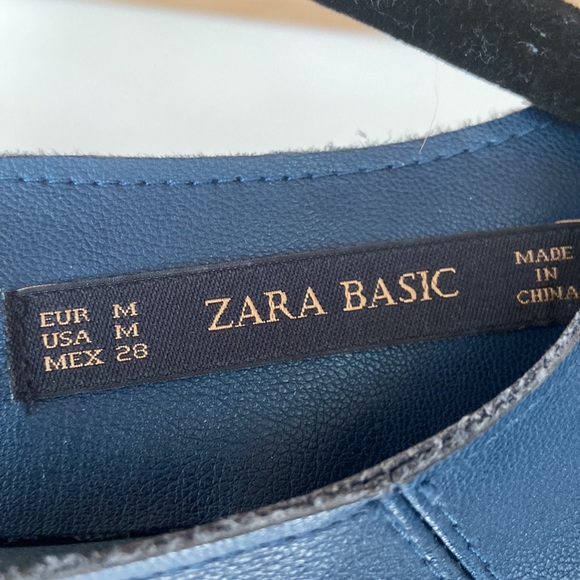 EUR M
USA M
MEX 28
ZARA BASIC
MADE
IN
CHINA